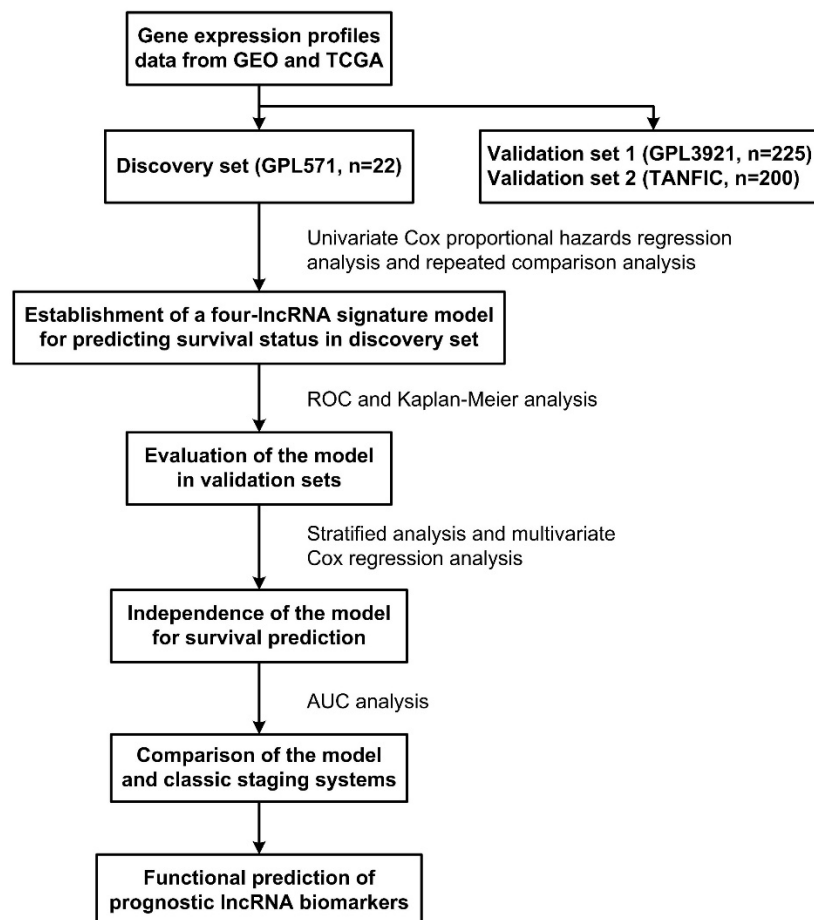 Gene expression profiles
data from GEO and TCGA
Discovery set (GPL571, n=22)
Validation set 1 (GPL3921, n=225)
Validation set 2 (TANFIC, n=200)
Univariate Cox proportional hazards regression
analysis and repeated comparison analysis
Establishment of a four-lncRNA signature model
for predicting survival status in discovery set
ROC and Kaplan-Meier analysis
Evaluation of the model
in validation sets
Stratified analysis and multivariate
Cox regression analysis
Independence of the model
for survival prediction
AUC analysis
Comparison of the model
and classic staging systems
Functional prediction of
prognostic lncRNA biomarkers